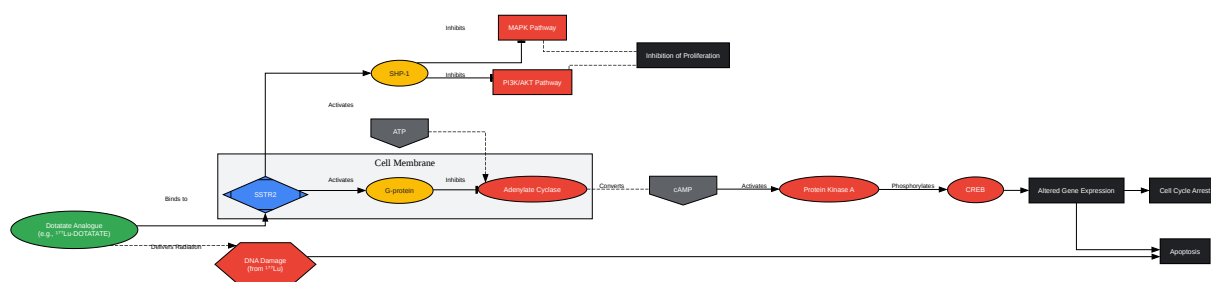 Inhibits
MAPK Pathway
Inhibition of Proliferation
SHP-1
Inhibits
PI3K/AKT Pathway
Activates
ATP
Cell Membrane
SSTR2
Activates
G-protein
Inhibits
Adenylate Cyclase
Converts
cAMP
Activates
Protein Kinase A
Phosphorylates
CREB
Altered Gene Expression
Cell Cycle Arrest
Binds to
Dotatate Analogue
(e.g., ¹⁷⁷Lu-DOTATATE)
Delivers Radiation
DNA Damage
(from ¹⁷⁷Lu)
Apoptosis